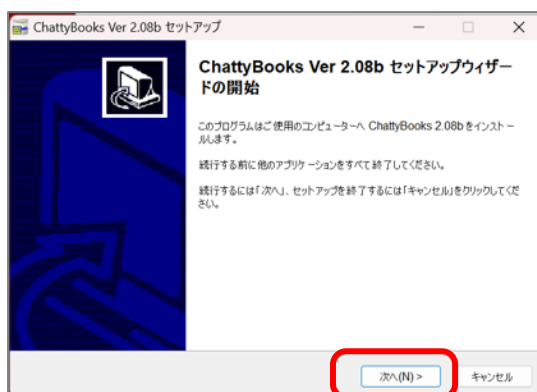 ChattyBooks Ver 2.08b セットアップ
ChattyBooks Ver 2.08b セットアップウィザー
ドの開始
このプログラムはご使用のコンピューターへ ChattyBooks 2.08b をインストー
ルします。
続行する前に他のアプリケーションをすべて終了してください。
続行するには「次へ」、セットアップを終了するには「キャンセル」をクリックしてくだ
さい。
次へ(N) >
キャンセル